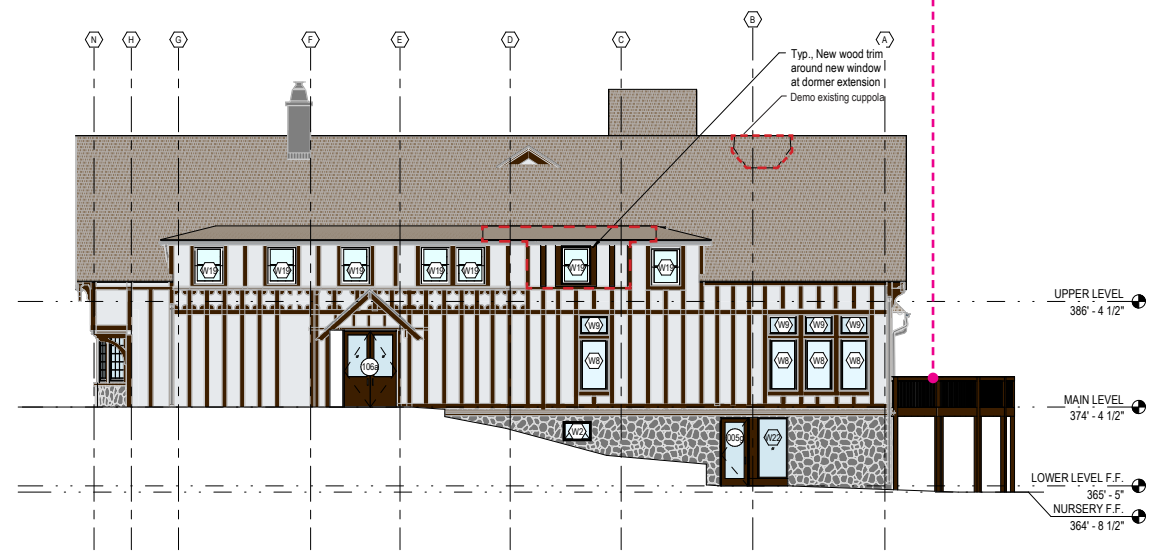 N H G F E D C B A
Typ., New wood trim
around new window
at dormer extension
Demo existing cuppola
W19 W19 W19 W19 W19 W19 W19
UPPER LEVEL
386' - 4 1/2"
W9 W9 W9 W9
W8 W8 W8 W8
106a
MAIN LEVEL
374' - 4 1/2"
W2
W22
LOWER LEVEL F.F.
365' - 5"
NURSERY F.F.
364' - 8 1/2"